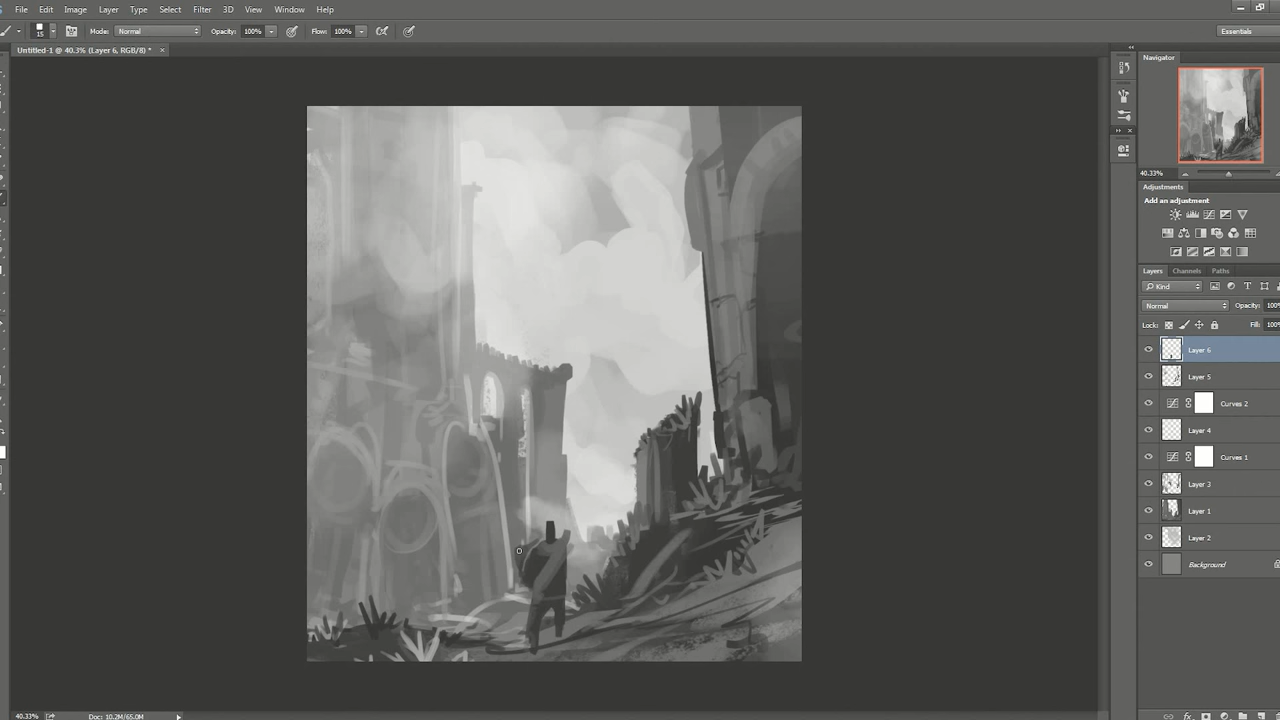 File Edit Image Layer Type Select Filter 3D View Window Help
15 Mode: Normal Opacity: 100% Flow: 100% Essentials
Untitled-1 @ 40.3% (Layer 6, RGB/8) *
Navigator
40.33%
Adjustments
Add an adjustment
Layers Channels Paths
Kind
Normal Opacity: 100%
Lock: Fill: 100%
Layer 6
Layer 5
Curves 2
Layer 4
Curves 1
Layer 3
Layer 1
Layer 2
Background
40.33% Doc: 10.2M/65.0M